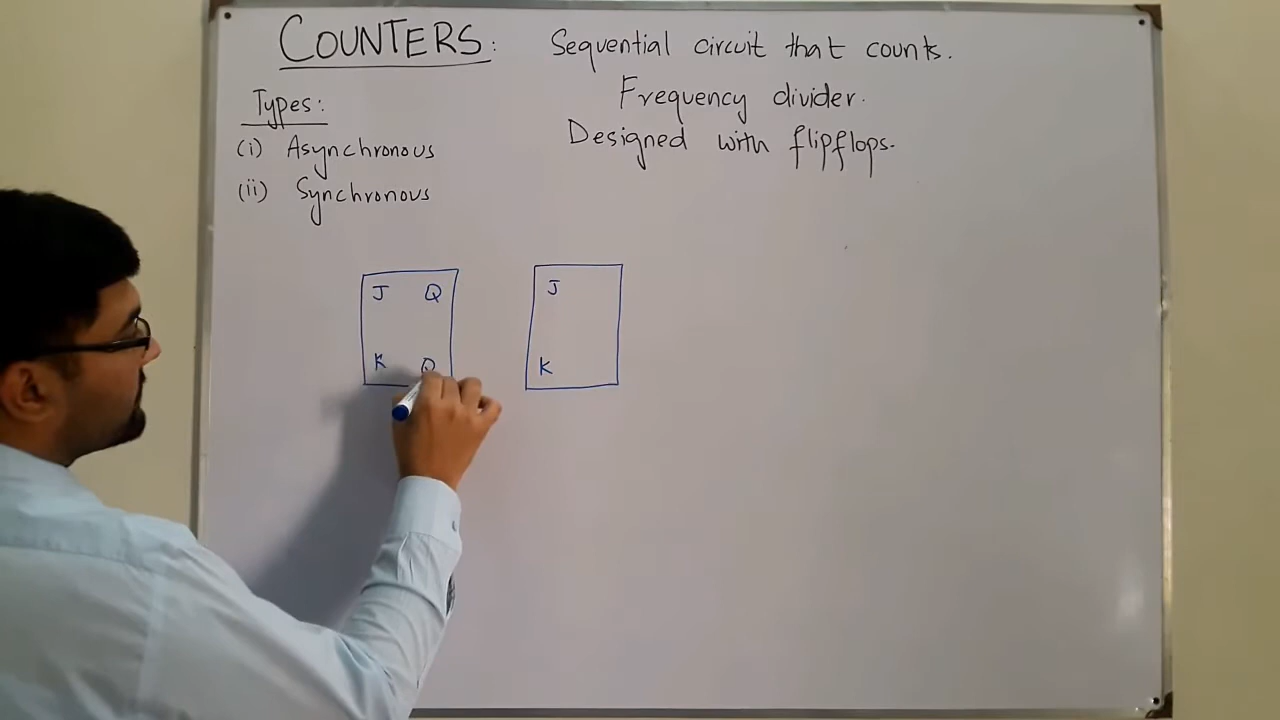 COUNTERS: Sequential circuit that counts.
Frequency divider.
Types:
Designed with flipflops.
(i) Asynchronous
(ii) Synchronous
J Q J
K Q K